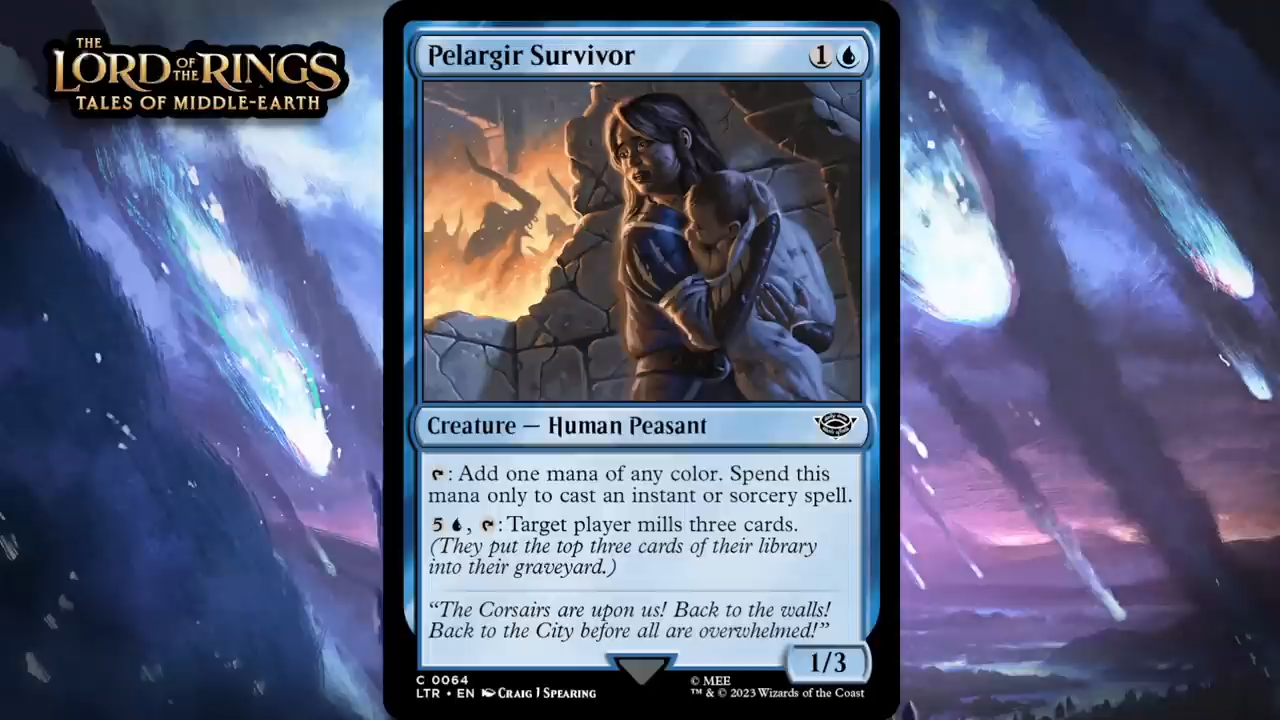 THE
LORD OF THE RINGS
TALES OF MIDDLE-EARTH
Pelargir Survivor 1
Creature — Human Peasant
: Add one mana of any color. Spend this
mana only to cast an instant or sorcery spell.
5 , : Target player mills three cards.
(They put the top three cards of their library
into their graveyard.)
“The Corsairs are upon us! Back to the walls!
Back to the City before all are overwhelmed!”
1/3
C 0064
LTR • EN Craig J Spearing
© MEE
™ & © 2023 Wizards of the Coast